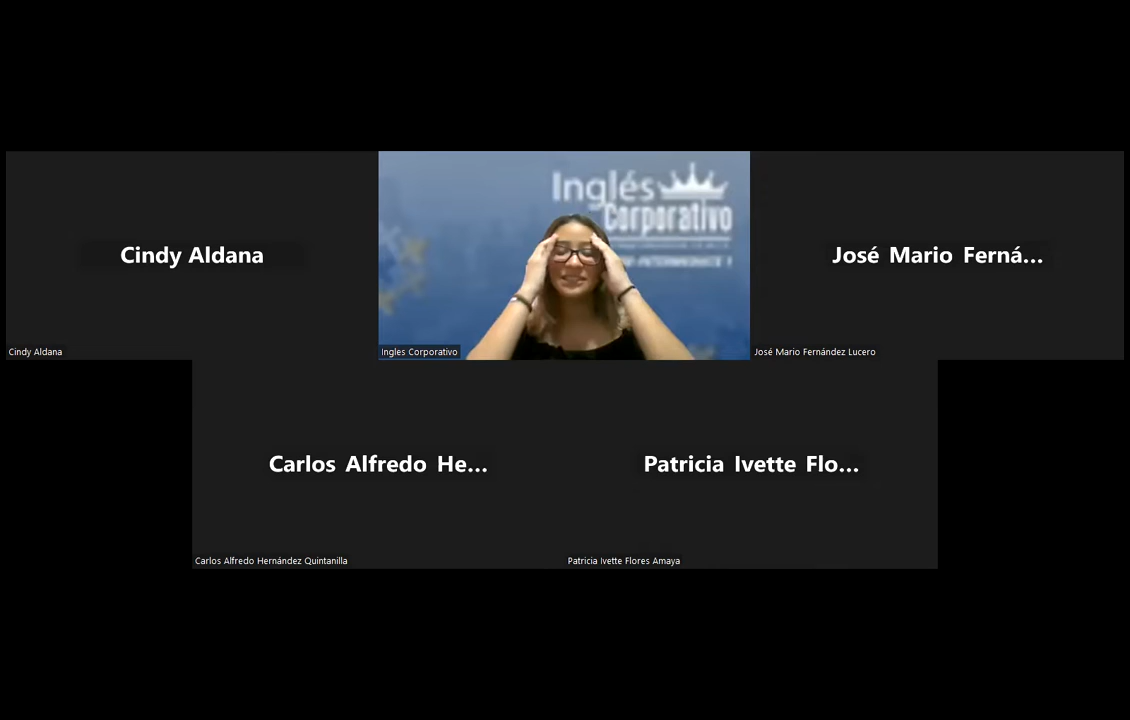 Cindy Aldana
Cindy Aldana
Inglés
Corporativo
Ingles Corporativo
José Mario Ferná...
José Mario Fernández Lucero
Carlos Alfredo He...
Carlos Alfredo Hernández Quintanilla
Patricia Ivette Flo...
Patricia Ivette Flores Amaya